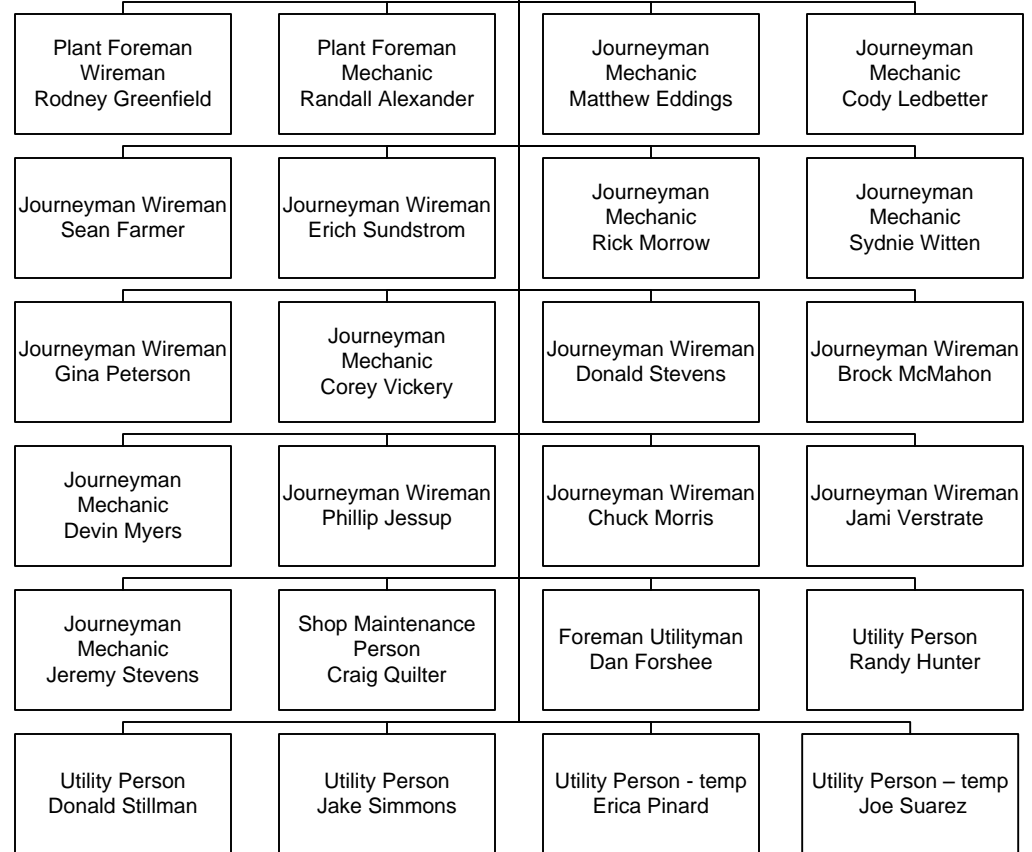 Plant Foreman
Wireman
Rodney Greenfield
Plant Foreman
Mechanic
Randall Alexander
Journeyman
Mechanic
Matthew Eddings
Journeyman
Mechanic
Cody Ledbetter
Journeyman Wireman
Sean Farmer
Journeyman Wireman
Erich Sundstrom
Journeyman
Mechanic
Rick Morrow
Journeyman
Mechanic
Sydnie Witten
Journeyman Wireman
Gina Peterson
Journeyman
Mechanic
Corey Vickery
Journeyman Wireman
Donald Stevens
Journeyman Wireman
Brock McMahon
Journeyman
Mechanic
Devin Myers
Journeyman Wireman
Phillip Jessup
Journeyman Wireman
Chuck Morris
Journeyman Wireman
Jami Verstrate
Journeyman
Mechanic
Jeremy Stevens
Shop Maintenance
Person
Craig Quilter
Foreman Utilityman
Dan Forshee
Utility Person
Randy Hunter
Utility Person
Donald Stillman
Utility Person
Jake Simmons
Utility Person - temp
Erica Pinard
Utility Person – temp
Joe Suarez